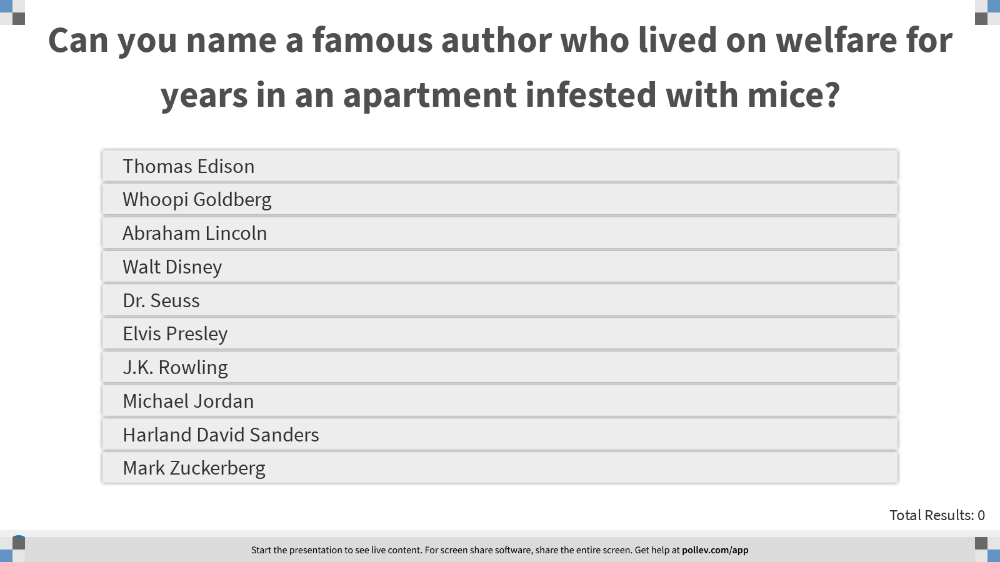 Can you name a famous author who lived on welfare for
years in an apartment infested with mice?
Thomas Edison
Whoopi Goldberg
Abraham Lincoln
Walt Disney
Dr. Seuss
Elvis Presley
J.K. Rowling
Michael Jordan
Harland David Sanders
Mark Zuckerberg
Total Results: 0
Start the presentation to see live content. For screen share software, share the entire screen. Get help at pollev.com/app